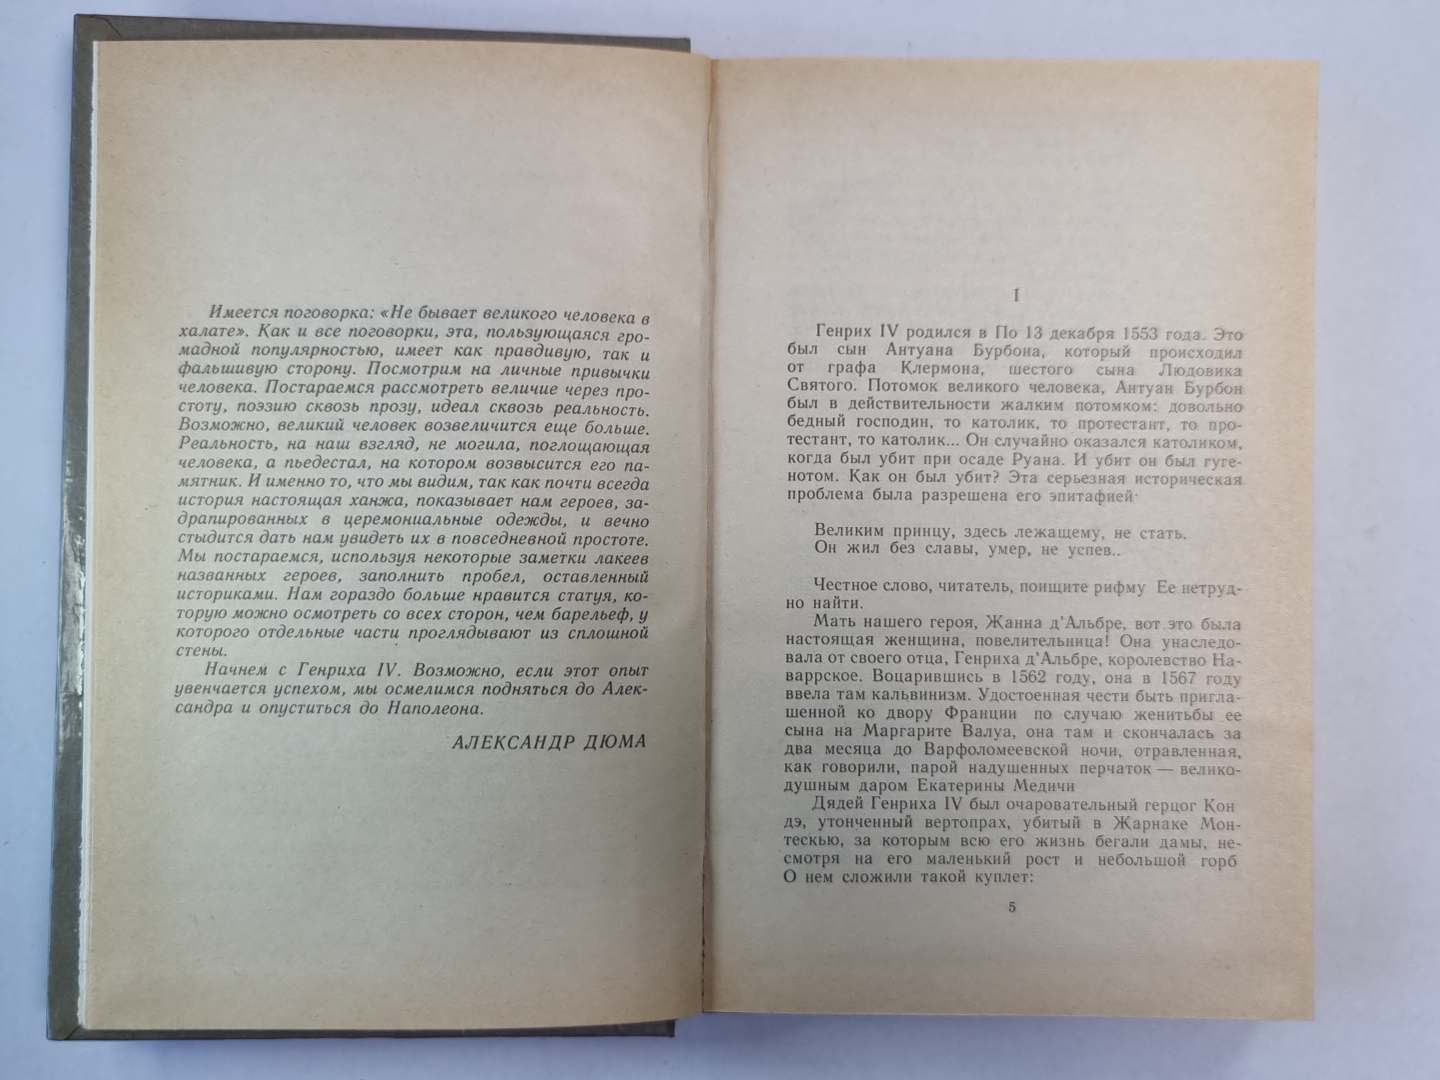 Имеется поговорка: «Не бывает великого человека в
халате». Как и все поговорки, эта, пользующаяся гро-
мадной популярностью, имеет как правдивую, так и
фальшивую сторону. Посмотрим на личные привычки
человека. Постараемся рассмотреть величие через про-
стоту, поэзию сквозь прозу, идеал сквозь реальность.
Возможно, великий человек возвеличится еще больше.
Реальность, на наш взгляд, не могила, поглощающая
человека, а пьедестал, на котором возвысится его па-
мятник. И именно то, что мы видим, так как почти всегда
история настоящая ханжа, показывает нам героев, за-
драпированных в церемониальные одежды, и вечно
стыдится дать нам увидеть их в повседневной простоте.
Мы постараемся, используя некоторые заметки лакеев
названных героев, заполнить пробел, оставленный
историками. Нам гораздо больше нравится статуя, ко-
торую можно осмотреть со всех сторон, чем барельеф, у
которого отдельные части проглядывают из сплошной
стены.
Начнем с Генриха IV. Возможно, если этот опыт
увенчается успехом, мы осмелимся подняться до Алек-
сандра и опуститься до Наполеона.
АЛЕКСАНДР ДЮМА
I
Генрих IV родился в По 13 декабря 1553 года. Это
был сын Антуана Бурбона, который происходил
от графа Клермона, шестого сына Людовика
Святого. Потомок великого человека, Антуан Бурбон
был в действительности жалким потомком: довольно
бедный господин, то католик, то протестант, то про-
тестант, то католик... Он случайно оказался католиком,
когда был убит при осаде Руана. И убит он был гуге-
нотом. Как он был убит? Эта серьезная историческая
проблема была разрешена его эпитафией·
Великим принцу, здесь лежащему, не стать.
Он жил без славы, умер, не успев..
Честное слово, читатель, поищите рифму Ее нетруд-
но найти.
Мать нашего героя, Жанна д'Альбре, вот это была
настоящая женщина, повелительница! Она унаследо-
вала от своего отца, Генриха д'Альбре, королевство На-
варрское. Воцарившись в 1562 году, она в 1567 году
ввела там кальвинизм. Удостоенная чести быть пригла-
шенной ко двору Франции по случаю женитьбы ее
сына на Маргарите Валуа, она там и скончалась за
два месяца до Варфоломеевской ночи, отравленная,
как говорили, парой надушенных перчаток — велико-
душным даром Екатерины Медичи
Дядей Генриха IV был очаровательный герцог Кон
дэ, утонченный вертопрах, убитый в Жарнаке Мон-
тескью, за которым всю его жизнь бегали дамы, не-
смотря на его маленький рост и небольшой горб
О нем сложили такой куплет:
5